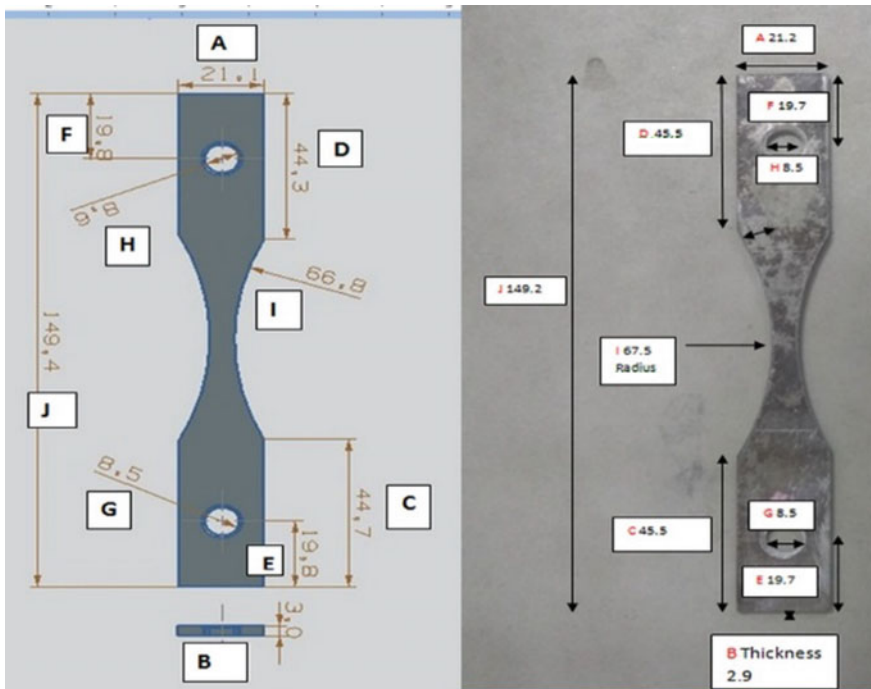 A
21,1
F
19,8
D
44,3
8,6
H
66,8
I
149,4
J
8.5
G
C
44,7
19,8
E
3,0
B
A 21.2
F 19.7
D .45.5
H 8.5
J 149.2
I 67.5
Radius
G 8.5
C 45.5
E 19.7
B Thickness
2.9